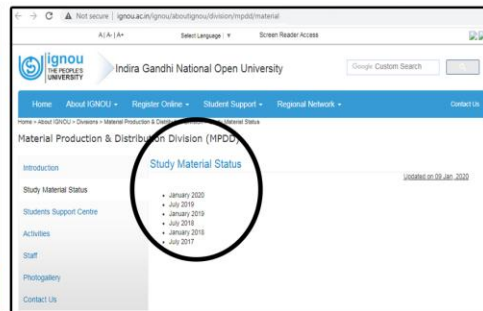 Not secure | ignou.ac.in/ignou/aboutignou/division/mpdd/material
A| A- | A+ Select Language | ▼ Screen Reader Access
ignou
THE PEOPLE'S
UNIVERSITY
Indira Gandhi National Open University
Google Custom Search
Home About IGNOU Register Online Student Support Regional Network Contact Us
Home > About IGNOU > Divisions > Material Production & Distribution Division > Study Material Status
Material Production & Distribution Division (MPDD)
Introduction
Study Material Status
Students Support Centre
Activities
Staff
Photogallery
Contact Us
Study Material Status
Updated on 09 Jan, 2020
• January 2020
• July 2019
• January 2019
• July 2018
• January 2018
• July 2017